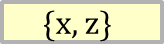 {x, z}